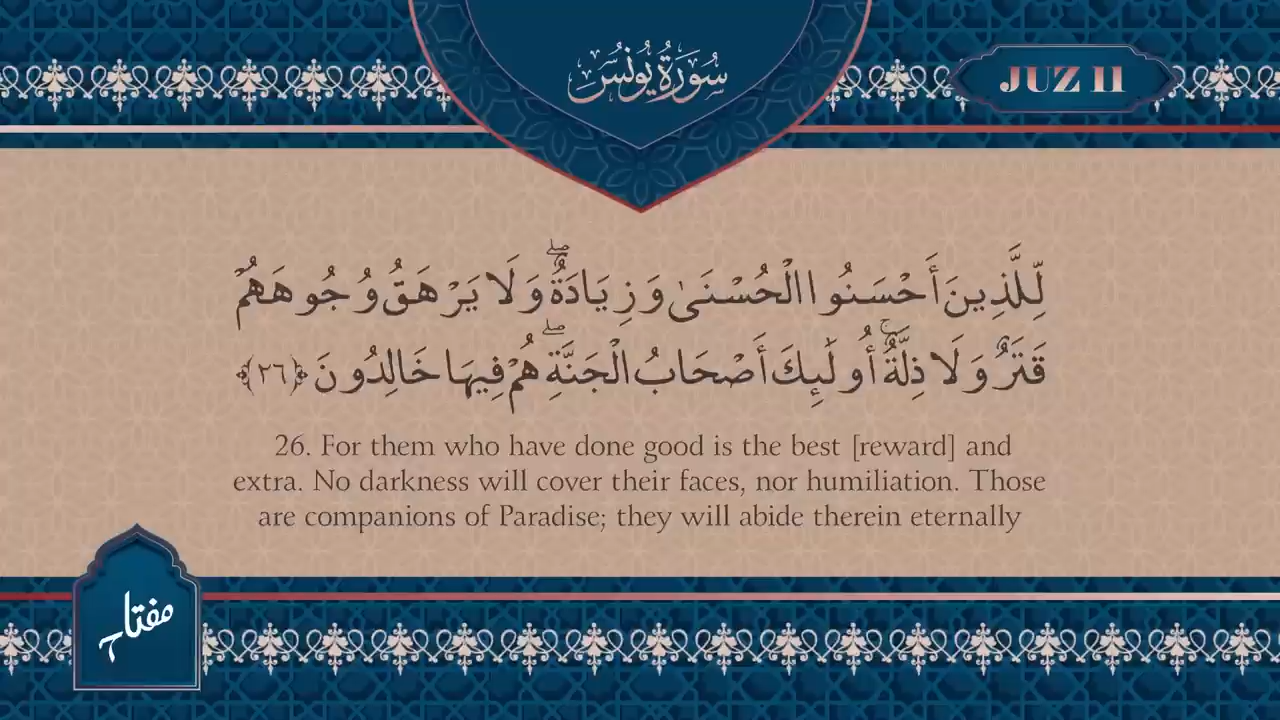 سُورَةُ يُونُسَ
JUZ 11
لِّلَّذِينَ أَحْسَنُوا الْحُسْنَىٰ وَزِيَادَةٌ ۖ وَلَا يَرْهَقُ وُجُوهَهُمْ
قَتَرٌ وَلَا ذِلَّةٌ ۚ أُولَٰئِكَ أَصْحَابُ الْجَنَّةِ ۖ هُمْ فِيهَا خَالِدُونَ ﴿٢٦﴾
26. For them who have done good is the best [reward] and
extra. No darkness will cover their faces, nor humiliation. Those
are companions of Paradise; they will abide therein eternally
مفتاح